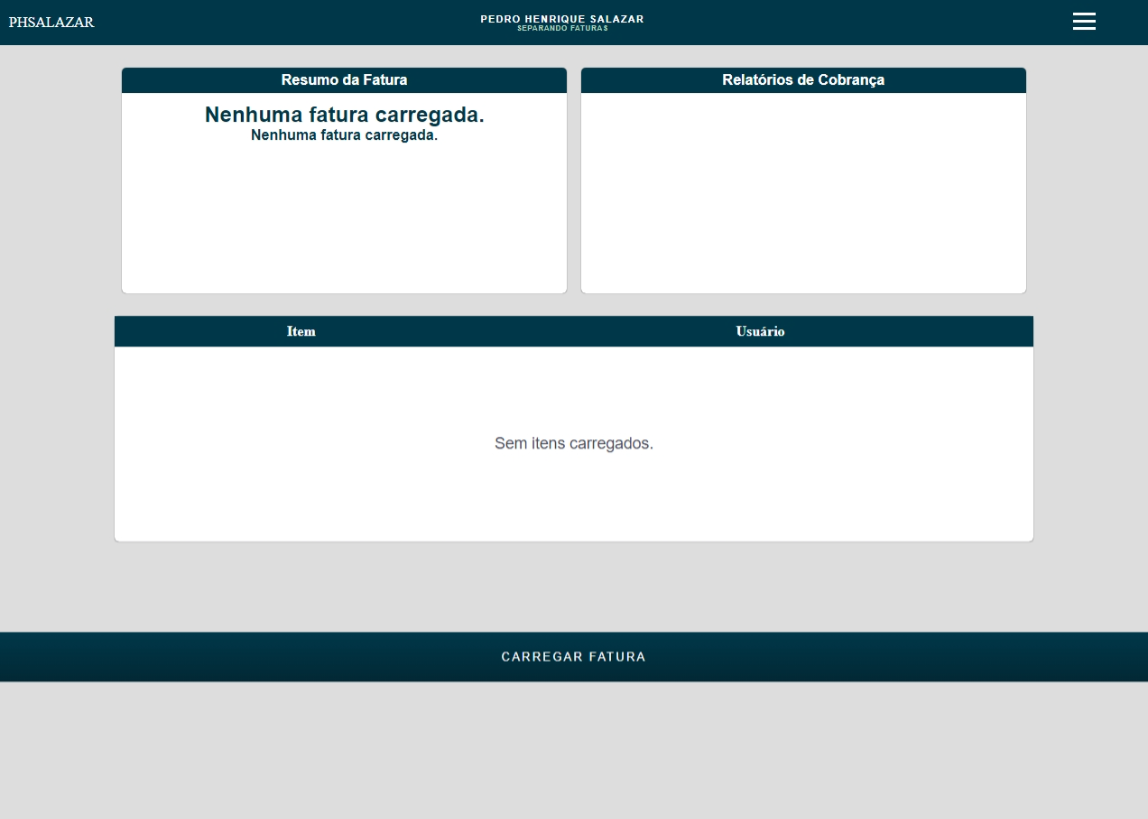 PHSALAZAR
PEDRO HENRIQUE SALAZAR
SEPARANDO FATURAS
Resumo da Fatura
Nenhuma fatura carregada.
Nenhuma fatura carregada.
Relatórios de Cobrança
Item Usuário
Sem itens carregados.
CARREGAR FATURA